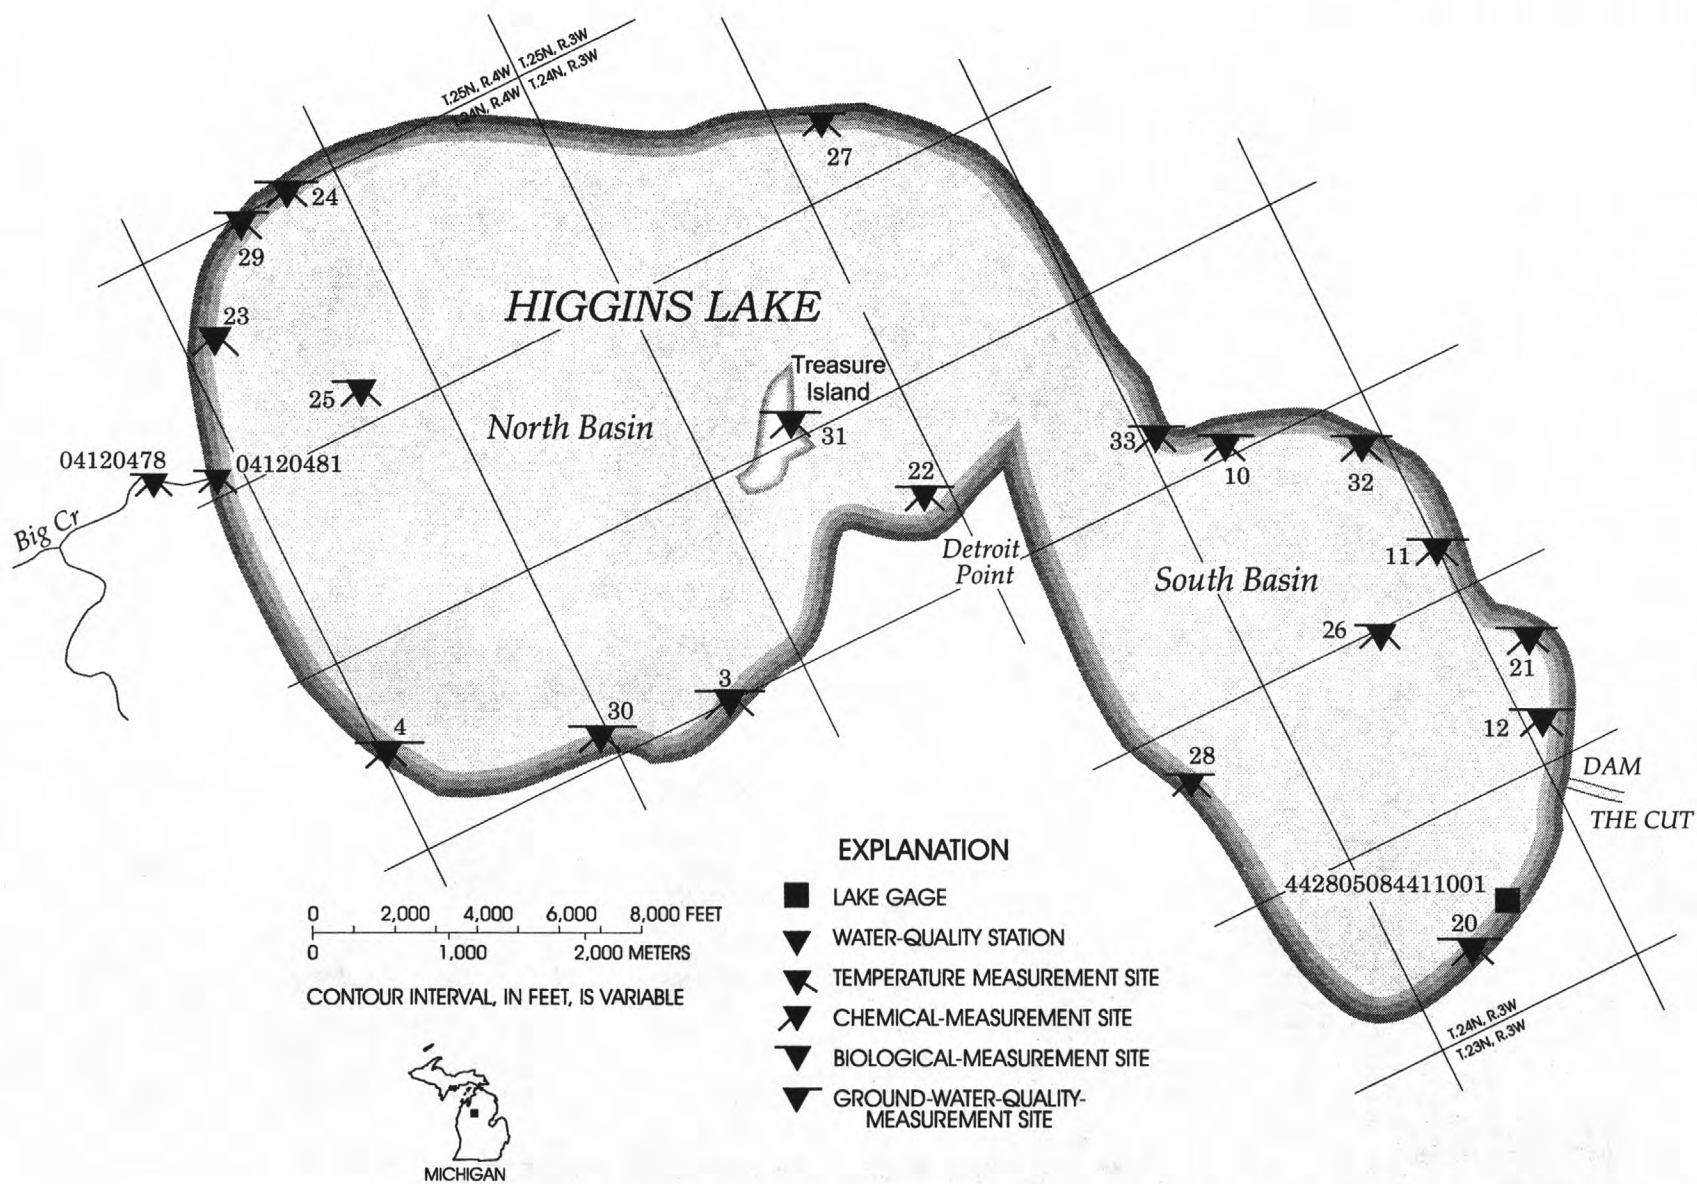 T.25N, R.4W
T.25N, R.3W
T.24N, R.4W
T.24N, R.3W
27
24
29
23
HIGGINS LAKE
Treasure
Island
25
North Basin
31
33
10
32
04120478
04120481
22
Big Cr
Detroit
Point
11
South Basin
26
21
3
30
4
12
28
DAM
THE CUT
EXPLANATION
442805084411001
LAKE GAGE
0 2,000 4,000 6,000 8,000 FEET
20
WATER-QUALITY STATION
0 1,000 2,000 METERS
TEMPERATURE MEASUREMENT SITE
CONTOUR INTERVAL, IN FEET, IS VARIABLE
CHEMICAL-MEASUREMENT SITE
T.24N, R.3W
T.23N, R.3W
BIOLOGICAL-MEASUREMENT SITE
GROUND-WATER-QUALITY-
MEASUREMENT SITE
MICHIGAN